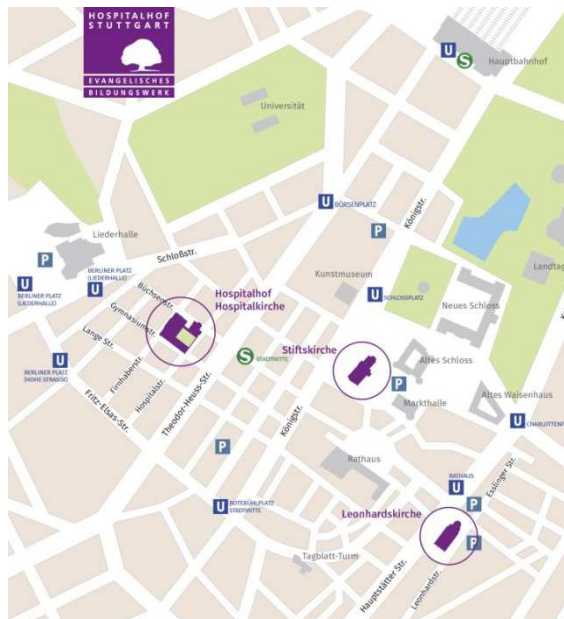 HOSPITALHOF
STUTTGART
EVANGELISCHES
BILDUNGSWERK
U
S
Hauptbahnhof
Universität
U
BÖRSENPLATZ
P
Königstr.
Liederhalle
P
Schloßstr.
BERLINER PLATZ
(LIEDERHALLE)
U
U
BERLINER PLATZ
(LIEDERHALLE)
Landtag
Kunstmuseum
U
SCHLOSSPLATZ
Neues Schloss
Büchsenstr.
Hospitalhof
Hospitalkirche
Gymnasiumstr.
Lange Str.
U
BERLINER PLATZ
(HOHE STRASSE)
Firnhaberstr.
Hospitalstr.
S
STADTMITTE
Stiftskirche
Altes Schloss
P
Markthalle
Altes Waisenhaus
Fritz-Elsas-Str.
Theodor-Heuss-Str.
Königstr.
U
P
Rathaus
RATHAUS
U
Esslinger Str.
U
ROTEBÜHLPLATZ
STADTMITTE
P
Leonhardskirche
P
Tagblatt-Turm
Hauptstätter Str.
Leonhardstr.